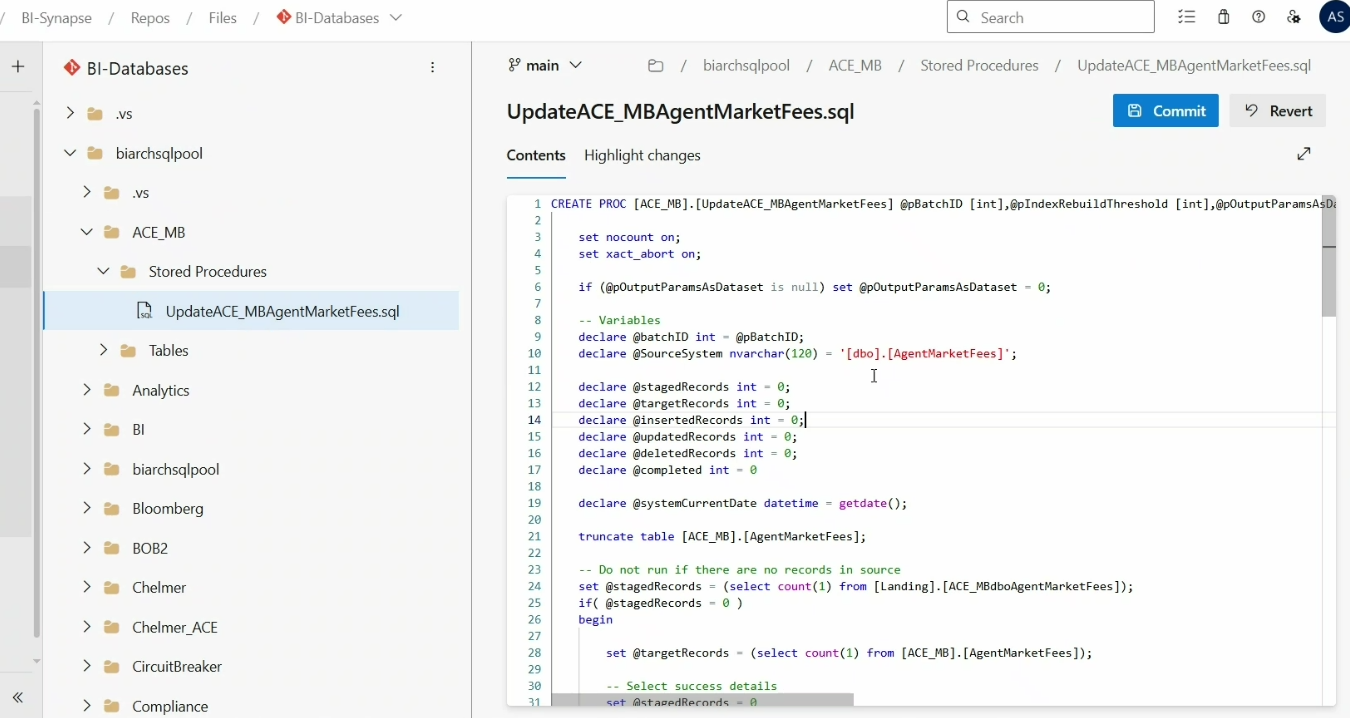 / BI-Synapse / Repos / Files / BI-Databases
Search
AS
BI-Databases
.vs
biarchsqlpool
.vs
ACE_MB
Stored Procedures
UpdateACE_MBAgentMarketFees.sql
Tables
Analytics
BI
biarchsqlpool
Bloomberg
BOB2
Chelmer
Chelmer_ACE
CircuitBreaker
Compliance
main
/ biarchsqlpool / ACE_MB / Stored Procedures / UpdateACE_MBAgentMarketFees.sql
UpdateACE_MBAgentMarketFees.sql
Commit
Revert
Contents
Highlight changes
1 CREATE PROC [ACE_MB].[UpdateACE_MBAgentMarketFees] @pBatchID [int],@pIndexRebuildThreshold [int],@pOutputParamsAsDa
2
3 set nocount on;
4 set xact_abort on;
5
6 if (@pOutputParamsAsDataset is null) set @pOutputParamsAsDataset = 0;
7
8 -- Variables
9 declare @batchID int = @pBatchID;
10 declare @SourceSystem nvarchar(120) = '[dbo].[AgentMarketFees]';
11
12 declare @stagedRecords int = 0;
13 declare @targetRecords int = 0;
14 declare @insertedRecords int = 0;
15 declare @updatedRecords int = 0;
16 declare @deletedRecords int = 0;
17 declare @completed int = 0
18
19 declare @systemCurrentDate datetime = getdate();
20
21 truncate table [ACE_MB].[AgentMarketFees];
22
23 -- Do not run if there are no records in source
24 set @stagedRecords = (select count(1) from [Landing].[ACE_MBdboAgentMarketFees]);
25 if( @stagedRecords = 0 )
26 begin
27
28 set @targetRecords = (select count(1) from [ACE_MB].[AgentMarketFees]);
29
30 -- Select success details
31 set @stagedRecords = 0